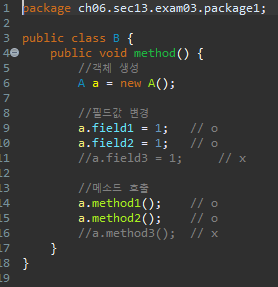 1 package ch06.sec13.exam03.package1;
2
3 public class B {
4 public void method() {
5 //객체 생성
6 A a = new A();
7
8 //필드값 변경
9 a.field1 = 1; // o
10 a.field2 = 1; // o
11 //a.field3 = 1; // x
12
13 //메소드 호출
14 a.method1(); // o
15 a.method2(); // o
16 //a.method3(); // x
17 }
18 }
19